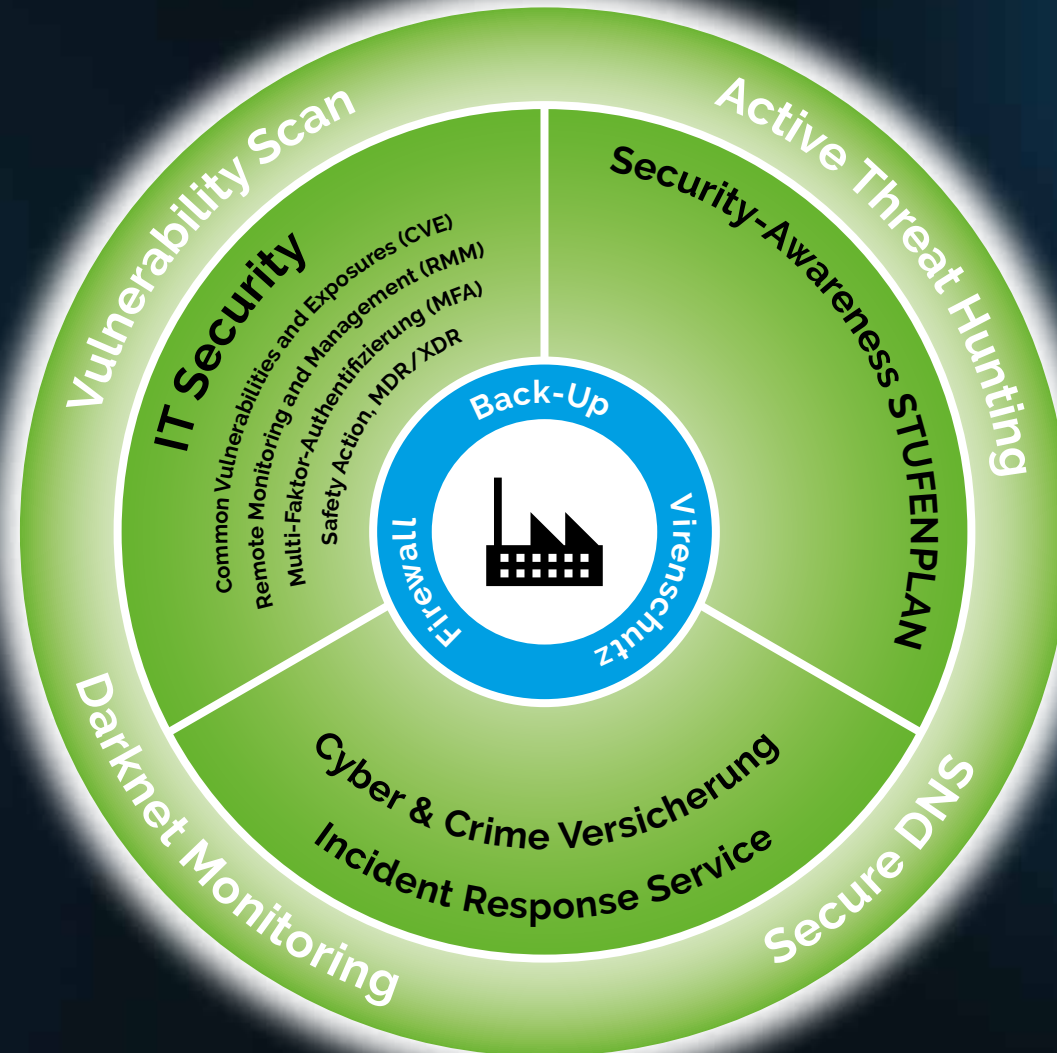 Vulnerability Scan
Active Threat Hunting
Secure DNS
Darknet Monitoring
IT Security
Common Vulnerabilities and Exposures (CVE)
Remote Monitoring and Management (RMM)
Multi-Faktor-Authentifizierung (MFA)
Safety Action, MDR/XDR
Security-Awareness STUFENPLAN
Cyber & Crime Versicherung
Incident Response Service
Back-Up
Virenschutz
Firewall